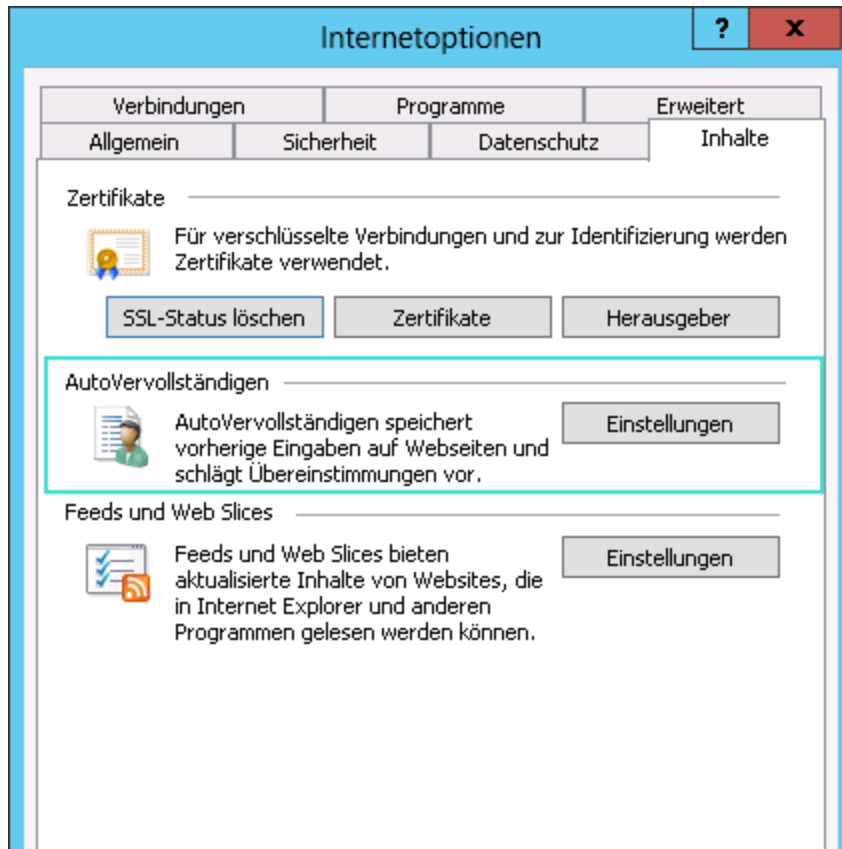 Internetoptionen ? x
Verbindungen Programme Erweitert
Allgemein Sicherheit Datenschutz Inhalte
Zertifikate
Für verschlüsselte Verbindungen und zur Identifizierung werden
Zertifikate verwendet.
SSL-Status löschen Zertifikate Herausgeber
AutoVervollständigen
AutoVervollständigen speichert
vorherige Eingaben auf Webseiten und
schlägt Übereinstimmungen vor.
Einstellungen
Feeds und Web Slices
Feeds und Web Slices bieten
aktualisierte Inhalte von Websites, die
in Internet Explorer und anderen
Programmen gelesen werden können.
Einstellungen